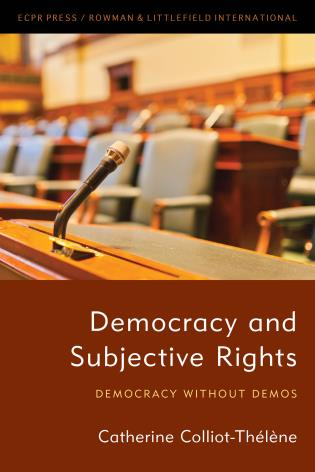 ECPR PRESS / ROWMAN & LITTLEFIELD INTERNATIONAL
Democracy and
Subjective Rights
DEMOCRACY WITHOUT DEMOS
Catherine Colliot-Thélène